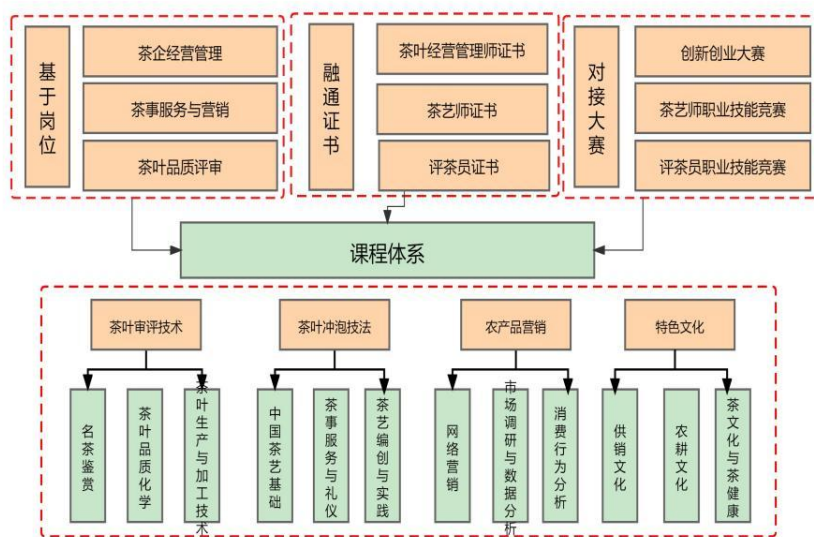 基于岗位
茶企经营管理
茶事服务与营销
茶叶品质评审
融通证书
茶叶经营管理师证书
茶艺师证书
评茶员证书
对接大赛
创新创业大赛
茶艺师职业技能竞赛
评茶员职业技能竞赛
课程体系
茶叶审评技术
茶叶冲泡技法
农产品营销
特色文化
名茶鉴赏
茶叶品质化学
茶叶生产与加工技术
中国茶艺基础
茶事服务与礼仪
茶艺编创与实践
网络营销
市场调研与数据分析
消费行为分析
供销文化
农耕文化
茶文化与茶健康